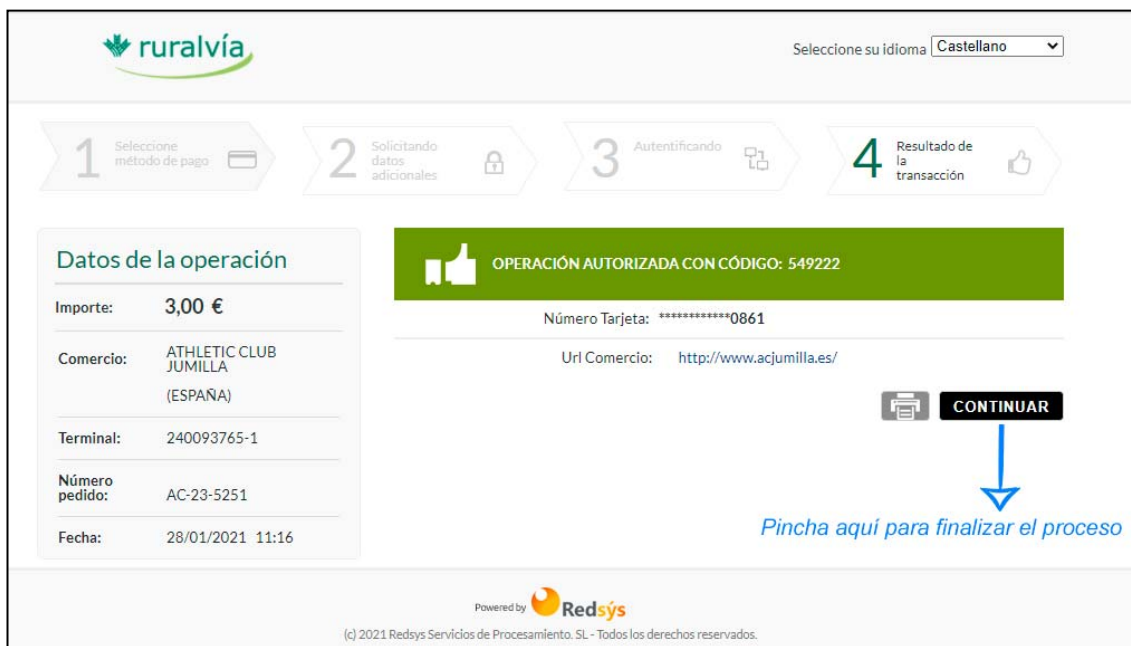 ruralvía
Seleccione su idioma Castellano
1 Seleccione
método de pago
2 Solicitando
datos
adicionales
3 Autentificando
4 Resultado de
la
transacción
Datos de la operación
Importe: 3,00 €
Comercio: ATHLETIC CLUB
JUMILLA
(ESPAÑA)
Terminal: 240093765-1
Número
pedido: AC-23-5251
Fecha: 28/01/2021 11:16
OPERACIÓN AUTORIZADA CON CÓDIGO: 549222
Número Tarjeta: ************0861
Url Comercio: http://www.acjumilla.es/
CONTINUAR
Pincha aquí para finalizar el proceso
Powered by Redsýs
(c) 2021 Redsys Servicios de Procesamiento. SL - Todos los derechos reservados.